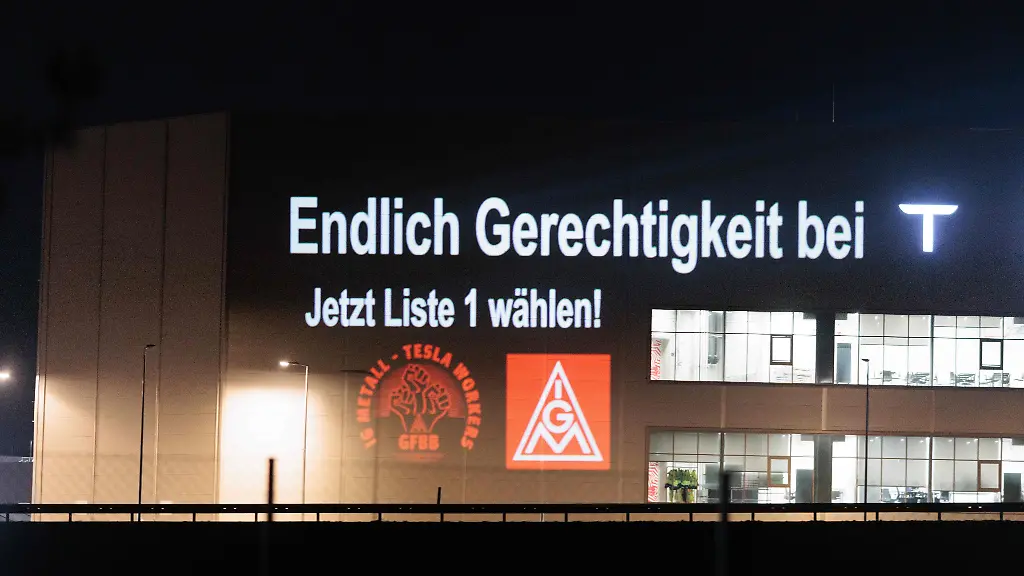 Endlich Gerechtigkeit bei T
Jetzt Liste 1 wählen!
IG METALL - TESLA WORKERS
GFBB
IGM